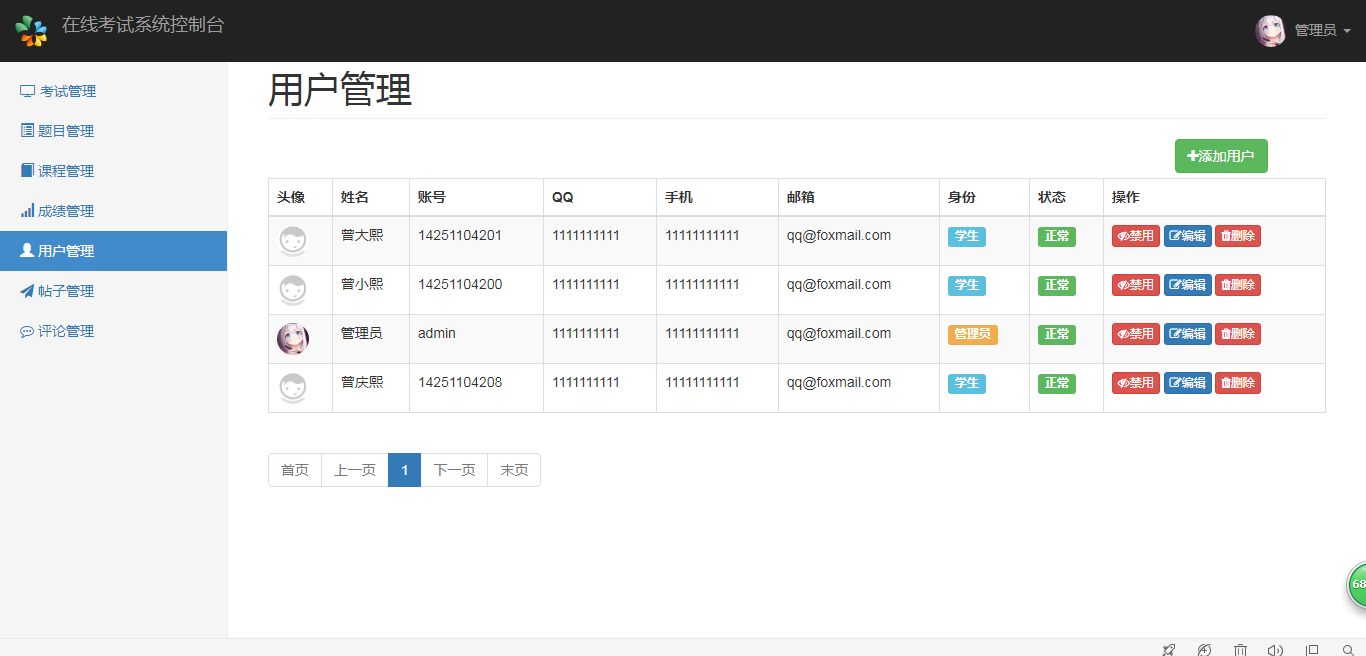 在线考试系统控制台
管理员
考试管理
题目管理
课程管理
成绩管理
用户管理
帖子管理
评论管理
用户管理
添加用户
头像 姓名 账号 QQ 手机 邮箱 身份 状态 操作
曾大熙 14251104201 1111111111 11111111111 qq@foxmail.com 学生 正常 禁用 编辑 删除
曾小熙 14251104200 1111111111 11111111111 qq@foxmail.com 学生 正常 禁用 编辑 删除
管理员 admin 1111111111 11111111111 qq@foxmail.com 管理员 正常 禁用 编辑 删除
曾庆熙 14251104208 1111111111 11111111111 qq@foxmail.com 学生 正常 禁用 编辑 删除
首页 上一页 1 下一页 末页
68